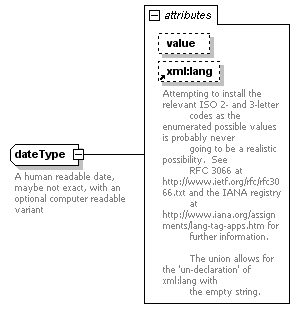 attributes
value
xml:lang
Attempting to install the
relevant ISO 2- and 3-letter
codes as the
enumerated possible values
is probably never
going to be a realistic
possibility.  See
RFC 3066 at
http://www.ietf.org/rfc/rfc30
66.txt and the IANA registry
at
http://www.iana.org/assign
ments/lang-tag-apps.htm for
further information.
The union allows for
the 'un-declaration' of
xml:lang with
the empty string.
dateType
A human readable date,
maybe not exact, with an
optional computer readable
variant